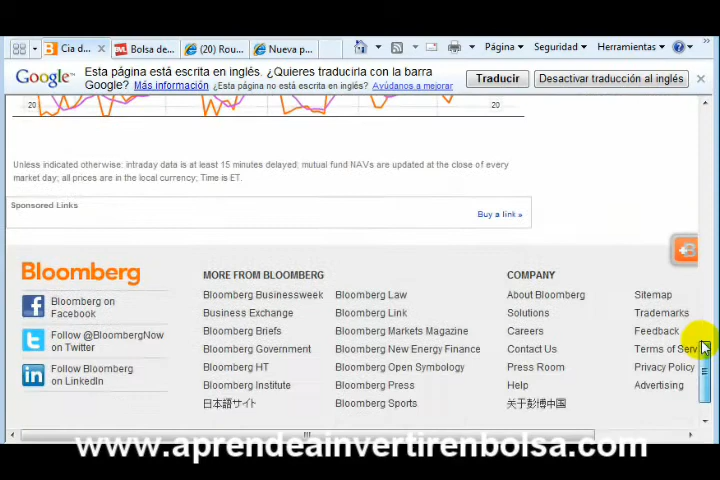 Cia d...
Bolsa de...
(20) Rou...
Nueva p...
Página
Seguridad
Herramientas
Google™
Esta página está escrita en inglés. ¿Quieres traducirla con la barra
Google? Más información ¿Esta página no está escrita en inglés? Ayúdanos a mejorar
Traducir
Desactivar traducción al inglés
20
20
Unless indicated otherwise: intraday data is at least 15 minutes delayed; mutual fund NAVs are updated at the close of every
market day; all prices are in the local currency; Time is ET.
Sponsored Links
Buy a link »
Bloomberg
Bloomberg on
Facebook
Follow @BloombergNow
on Twitter
Follow Bloomberg
on LinkedIn
MORE FROM BLOOMBERG
Bloomberg Businessweek
Business Exchange
Bloomberg Briefs
Bloomberg Government
Bloomberg HT
Bloomberg Institute
日本語サイト
Bloomberg Law
Bloomberg Link
Bloomberg Markets Magazine
Bloomberg New Energy Finance
Bloomberg Open Symbology
Bloomberg Press
Bloomberg Sports
COMPANY
About Bloomberg
Solutions
Careers
Contact Us
Press Room
Help
关于彭博中国
Sitemap
Trademarks
Feedback
Terms of Serv
Privacy Policy
Advertising
www.aprendeainvertirenbolsa.com